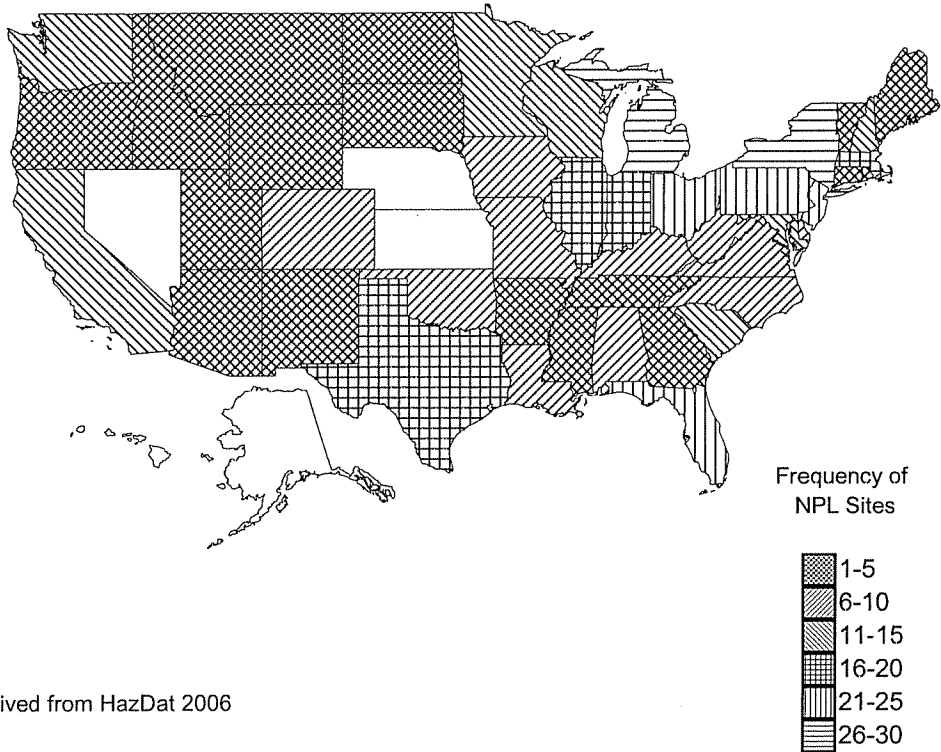 Frequency of
NPL Sites
1-5
6-10
11-15
16-20
21-25
26-30
ived from HazDat 2006